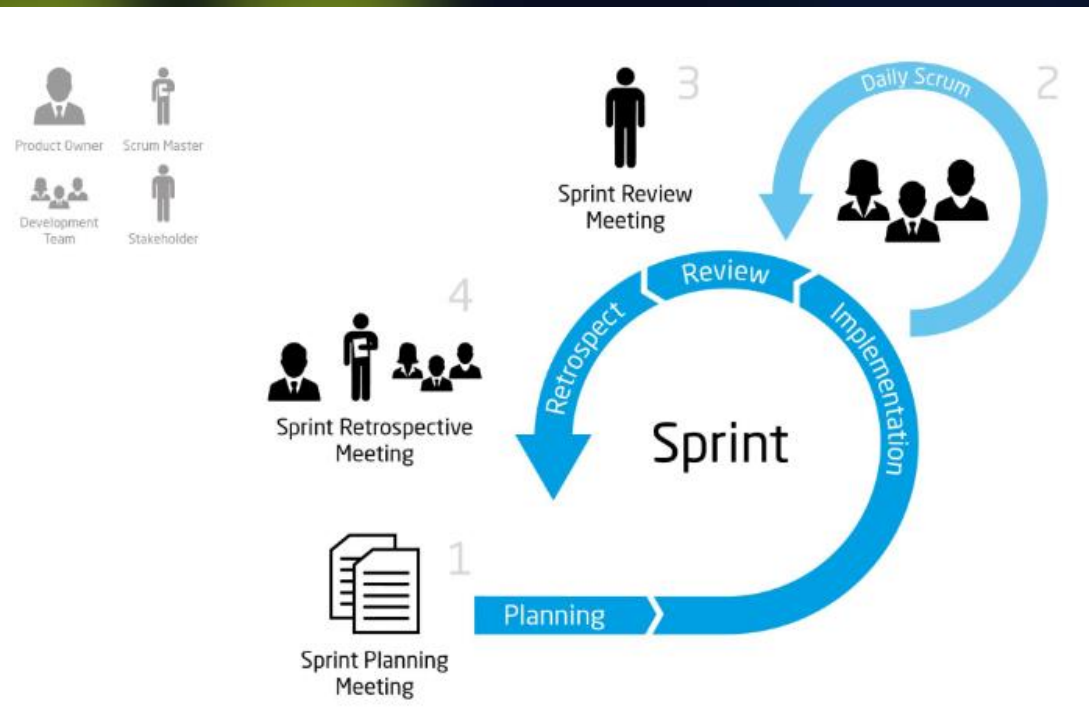 Product Owner
Scrum Master
Development
Team
Stakeholder
3
Sprint Review
Meeting
Daily Scrum
2
4
Sprint Retrospective
Meeting
Retrospect
Review
Implementation
Sprint
1
Sprint Planning
Meeting
Planning